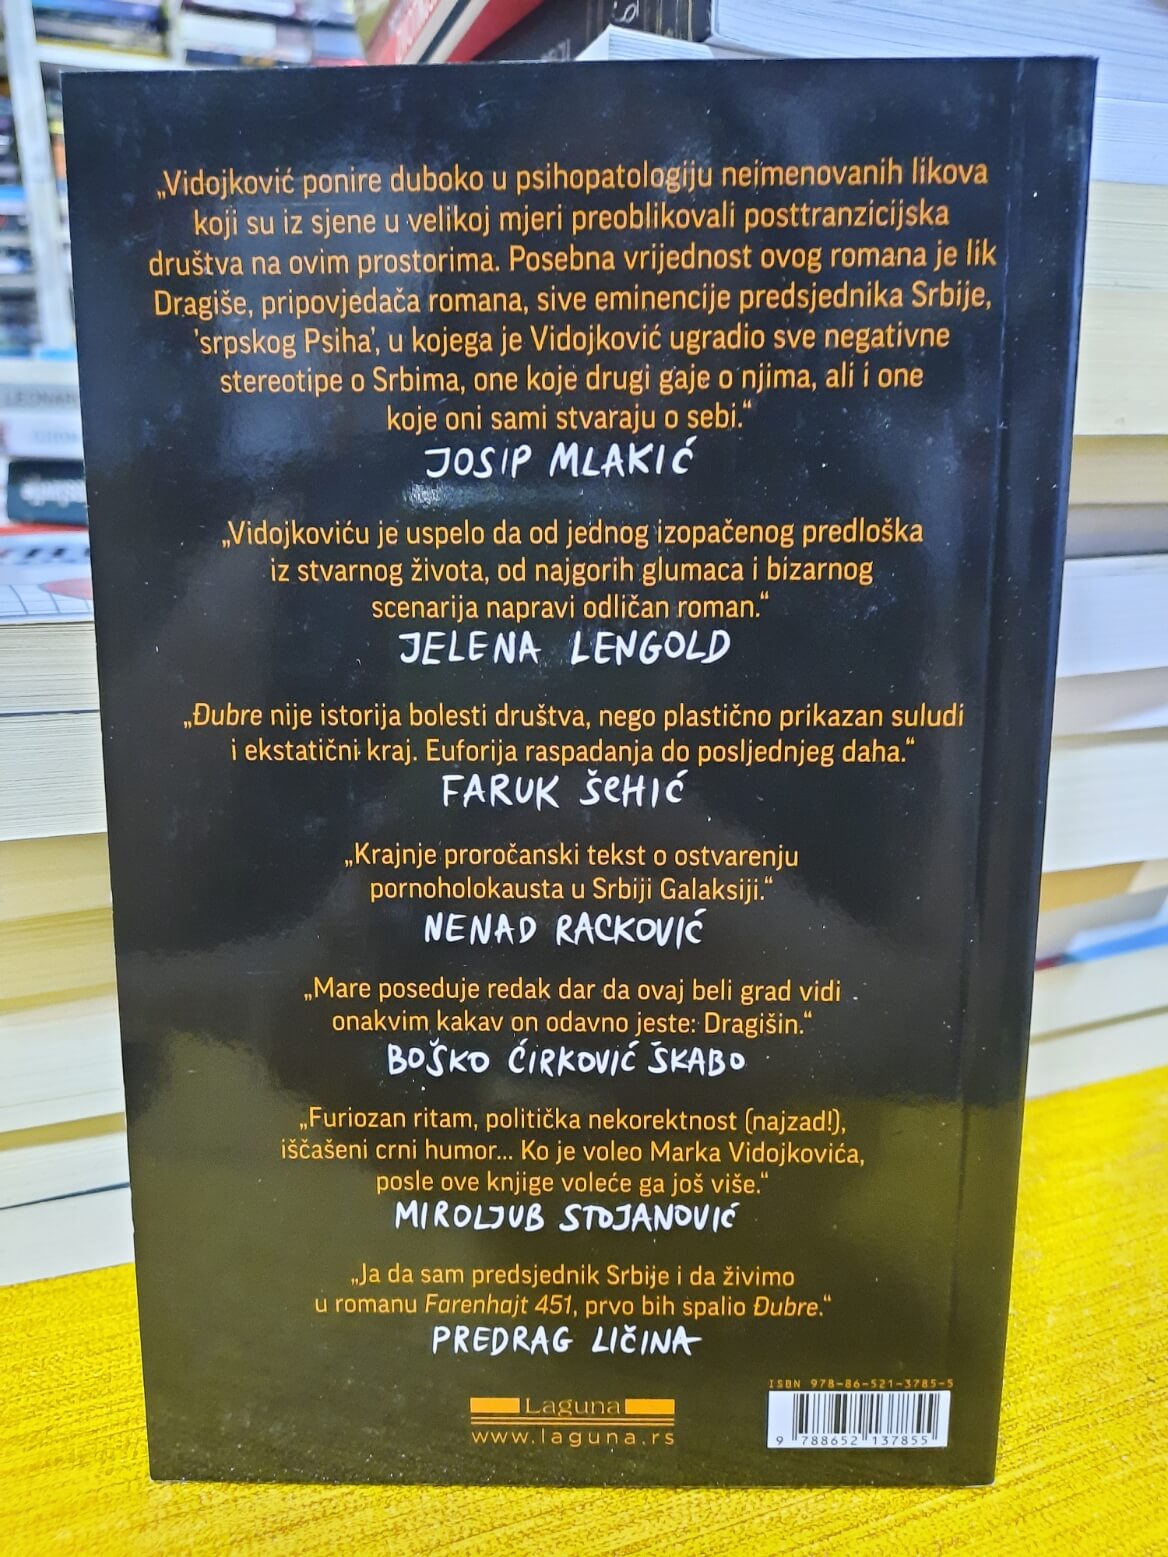 „Vidojković ponire duboko u psihopatologiju neimenovanih likova
koji su iz sjene u velikoj mjeri preoblikovali posttranzicijska
društva na ovim prostorima. Posebna vrijednost ovog romana je lik
Dragiše, pripovjedača romana, sive eminencije predsjednika Srbije,
'srpskog Psiha', u kojega je Vidojković ugradio sve negativne
stereotipe o Srbima, one koje drugi gaje o njima, ali i one
koje oni sami stvaraju o sebi.“
JOSIP MLAKIĆ
„Vidojkoviću je uspelo da od jednog izopačenog predloška
iz stvarnog života, od najgorih glumaca i bizarnog
scenarija napravi odličan roman.“
JELENA LENGOLD
„Đubre nije istorija bolesti društva, nego plastično prikazan suludi
i ekstatični kraj. Euforija raspadanja do posljednjeg daha.“
FARUK ŠEHIĆ
„Krajnje proročanski tekst o ostvarenju
pornoholokausta u Srbiji Galaksiji.“
NENAD RACKOVIĆ
„Mare poseduje redak dar da ovaj beli grad vidi
onakvim kakav on odavno jeste: Dragišin.“
BOŠKO ĆIRKOVIĆ ŠKABO
„Furiozan ritam, politička nekorektnost (najzad!),
iščašeni crni humor... Ko je voleo Marka Vidojkovića,
posle ove knjige voleće ga još više.“
MIROLJUB STOJANOVIĆ
„Ja da sam predsjednik Srbije i da živimo
u romanu Farenhajt 451, prvo bih spalio Đubre.“
PREDRAG LIČINA
ISBN 978-86-521-3785-5
Laguna
www.laguna.rs
9 788652 137855